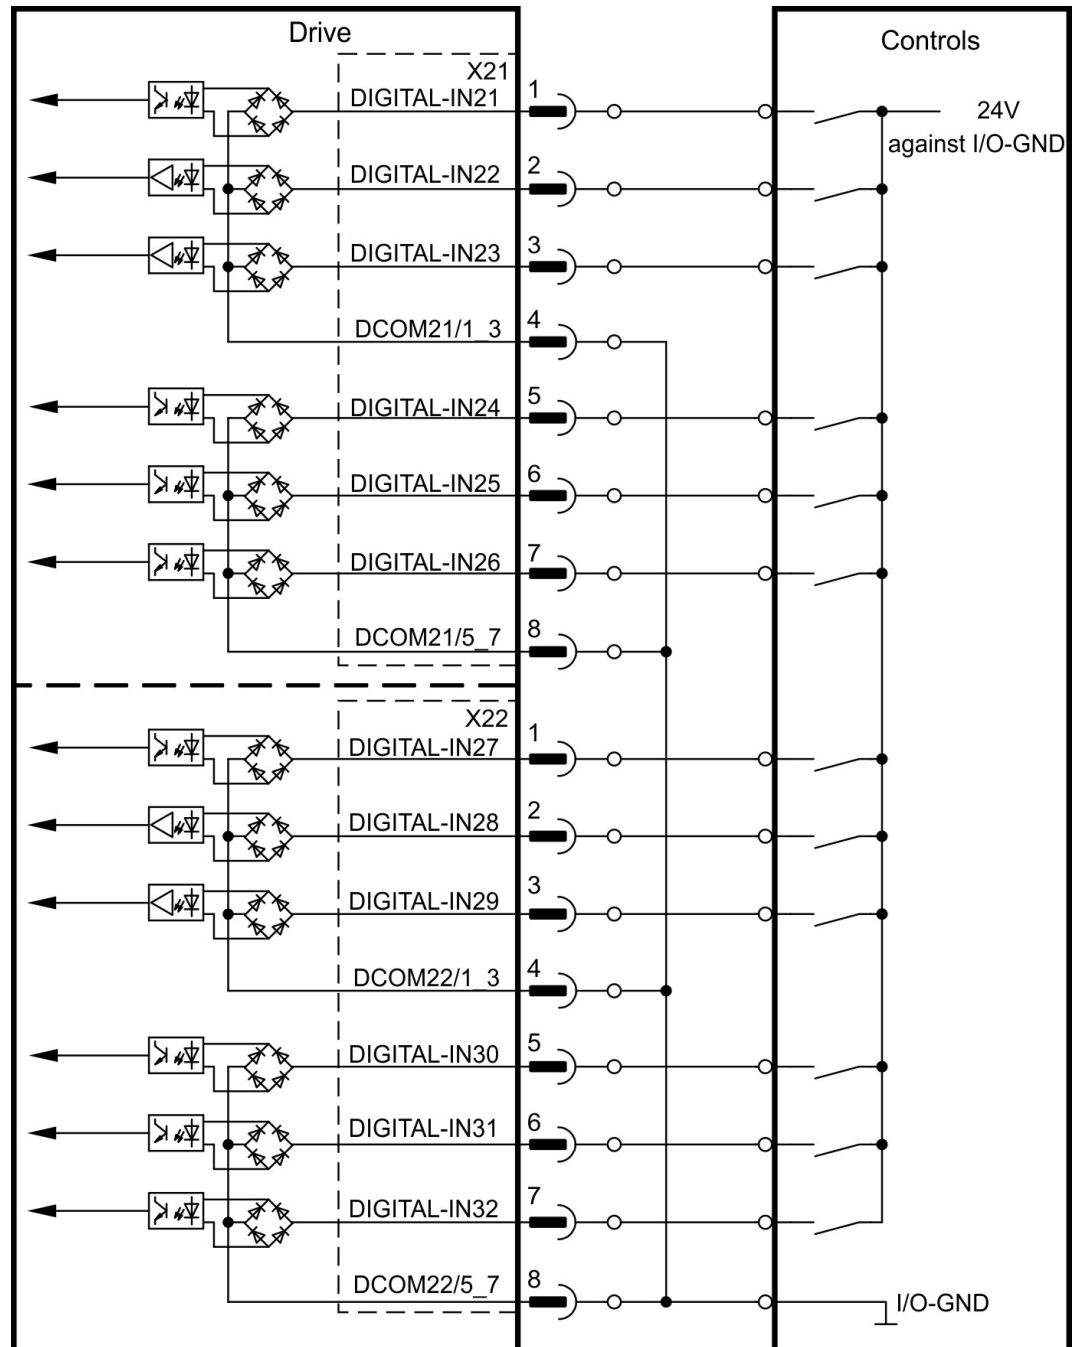 Drive
Controls
X21
DIGITAL-IN21
1
24V
against I/O-GND
DIGITAL-IN22
2
DIGITAL-IN23
3
DCOM21/1_3
4
DIGITAL-IN24
5
DIGITAL-IN25
6
DIGITAL-IN26
7
DCOM21/5_7
8
X22
DIGITAL-IN27
1
DIGITAL-IN28
2
DIGITAL-IN29
3
DCOM22/1_3
4
DIGITAL-IN30
5
DIGITAL-IN31
6
DIGITAL-IN32
7
DCOM22/5_7
8
I/O-GND